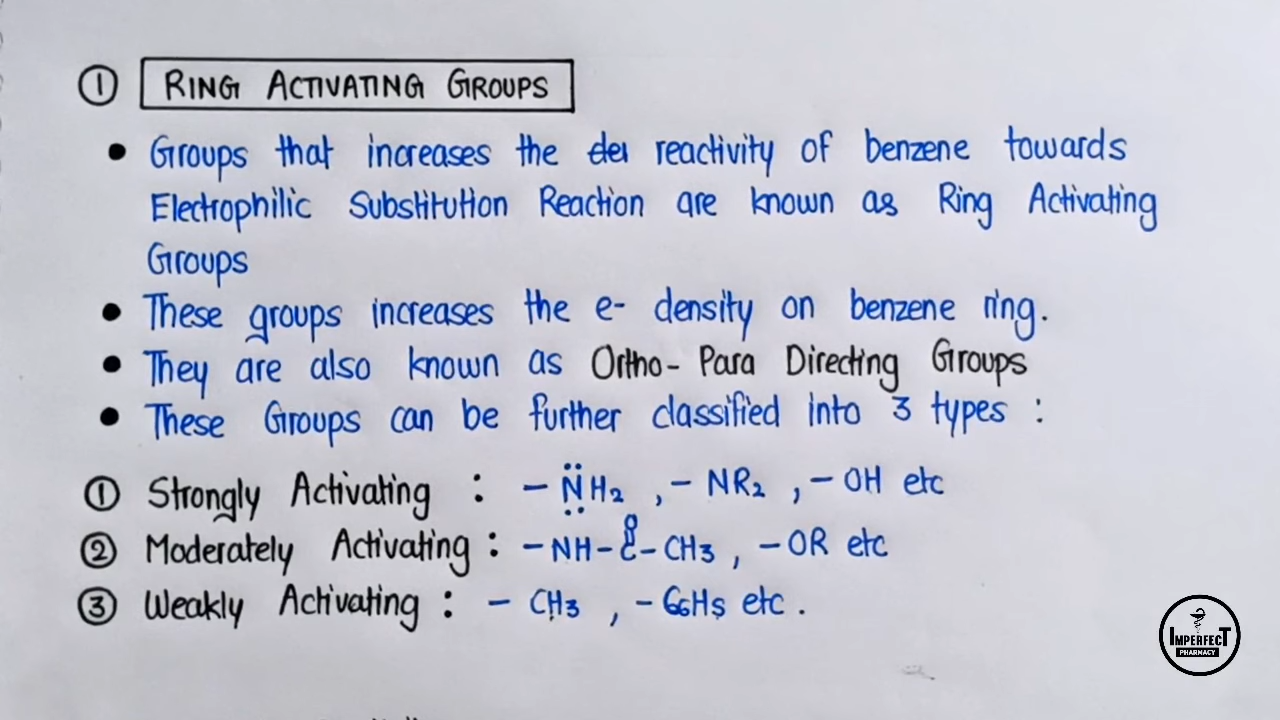 ① RING ACTIVATING GROUPS
• Groups that increases the reactivity of benzene towards
Electrophilic Substitution Reaction are known as Ring Activating
Groups
• These groups increases the e- density on benzene ring.
• They are also known as Ortho- Para Directing Groups
• These Groups can be further classified into 3 types :
① Strongly Activating : - N̈H₂ , - NR₂ , - OH etc
② Moderately Activating : - N̈H - C(=O) - CH₃ , - OR etc
③ Weakly Activating : - CH₃ , - C₆H₅ etc .
IMPERFECT
PHARMACY